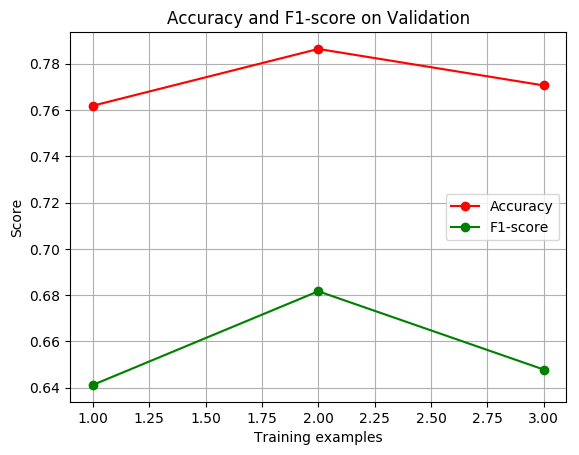 Accuracy and F1-score on Validation
0.78
0.76
0.74
0.72
0.70
0.68
0.66
0.64
Score
Accuracy
F1-score
1.00 1.25 1.50 1.75 2.00 2.25 2.50 2.75 3.00
Training examples